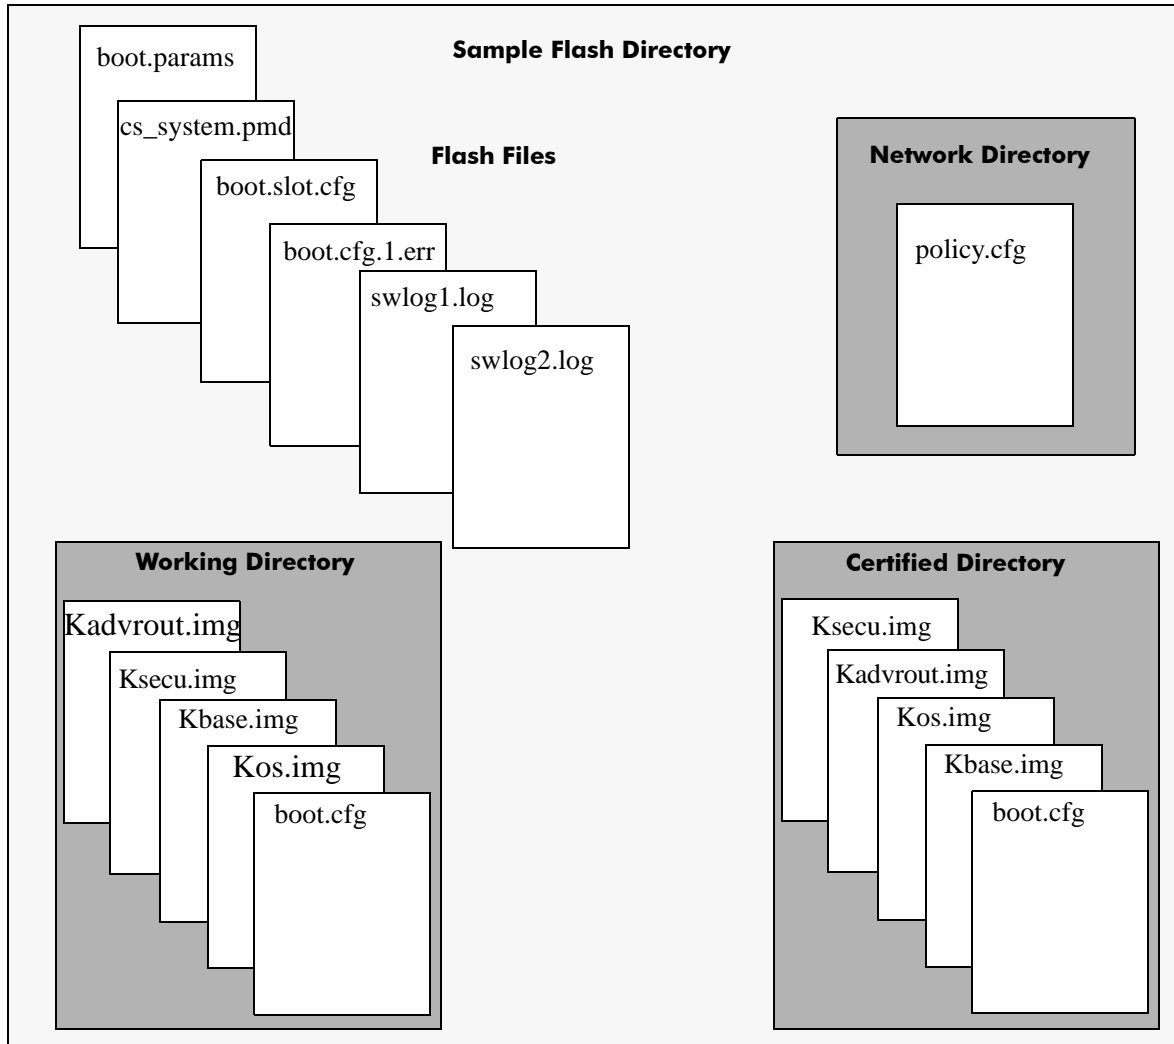 Sample Flash Directory
boot.params
cs_system.pmd
Flash Files
boot.slot.cfg
boot.cfg.1.err
swlog1.log
swlog2.log
Network Directory
policy.cfg
Working Directory
Kadvrout.img
Ksecu.img
Kbase.img
Kos.img
boot.cfg
Certified Directory
Ksecu.img
Kadvrout.img
Kos.img
Kbase.img
boot.cfg